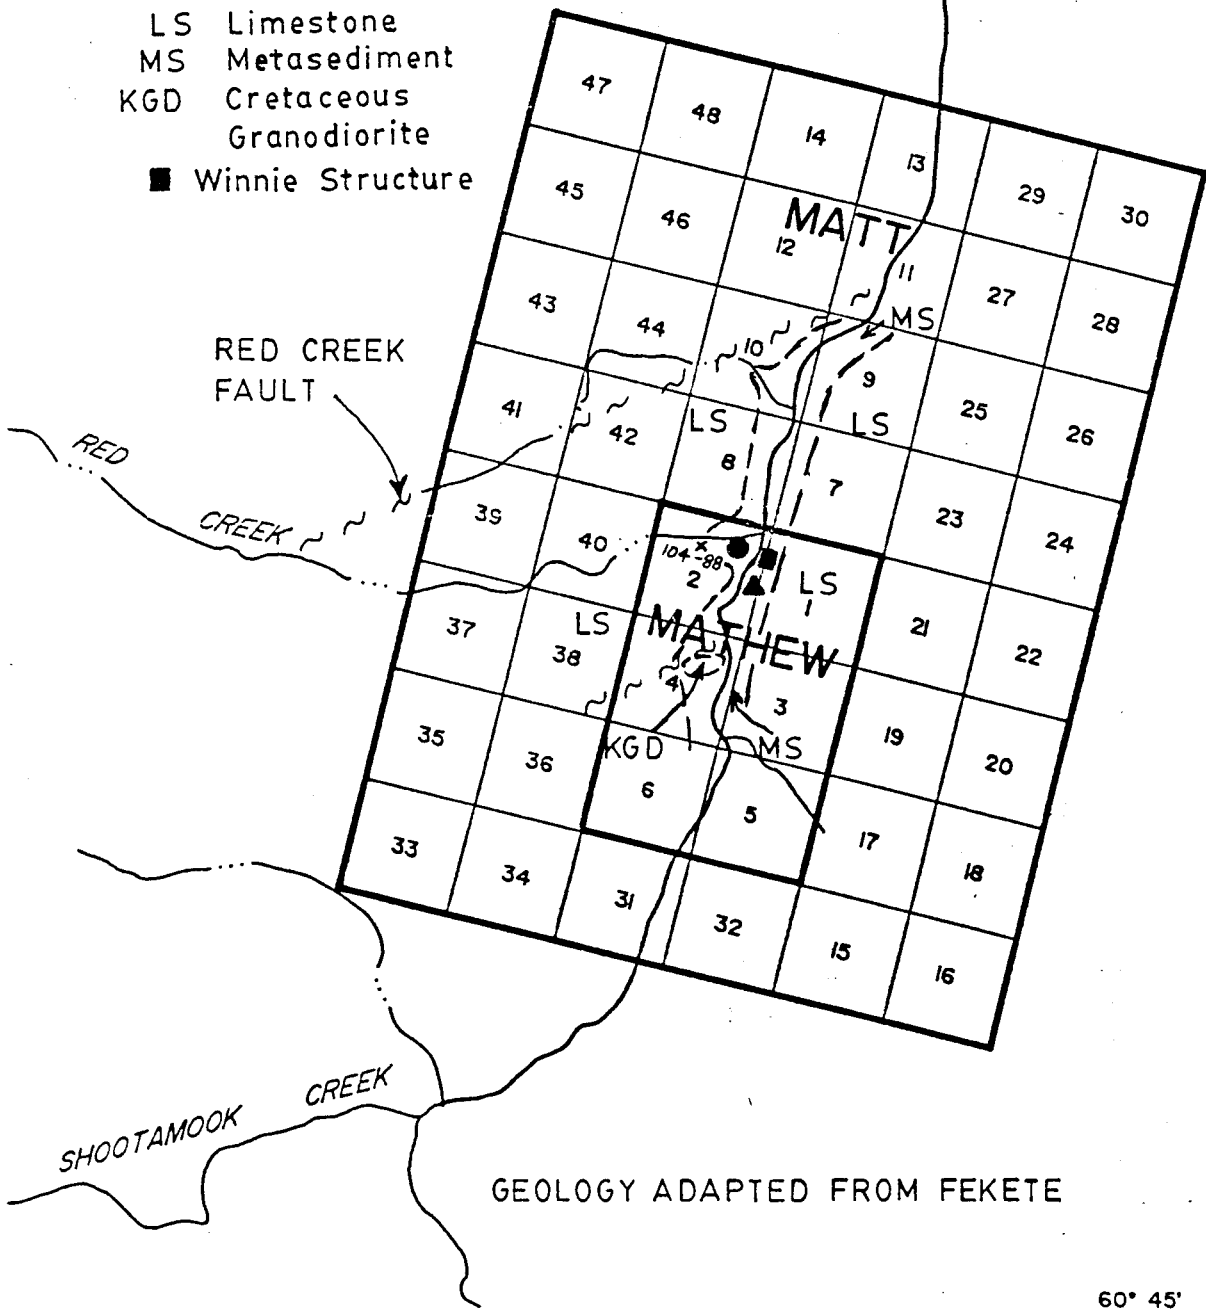 LS Limestone
MS Metasediment
KGD Cretaceous
Granodiorite
Winnie Structure
47
48
14
13
29
30
45
46
12
MATT
11
27
28
43
44
10
MS
9
RED CREEK
FAULT
41
42
LS
LS
25
26
8
7
RED
CREEK
39
40
23
24
104-88
2
LS
1
37
38
LS
MATHEW
21
22
4
3
35
36
KGD
MS
19
20
6
5
33
34
31
32
17
18
15
16
SHOOTAMOOK CREEK
GEOLOGY ADAPTED FROM FEKETE
60° 45'